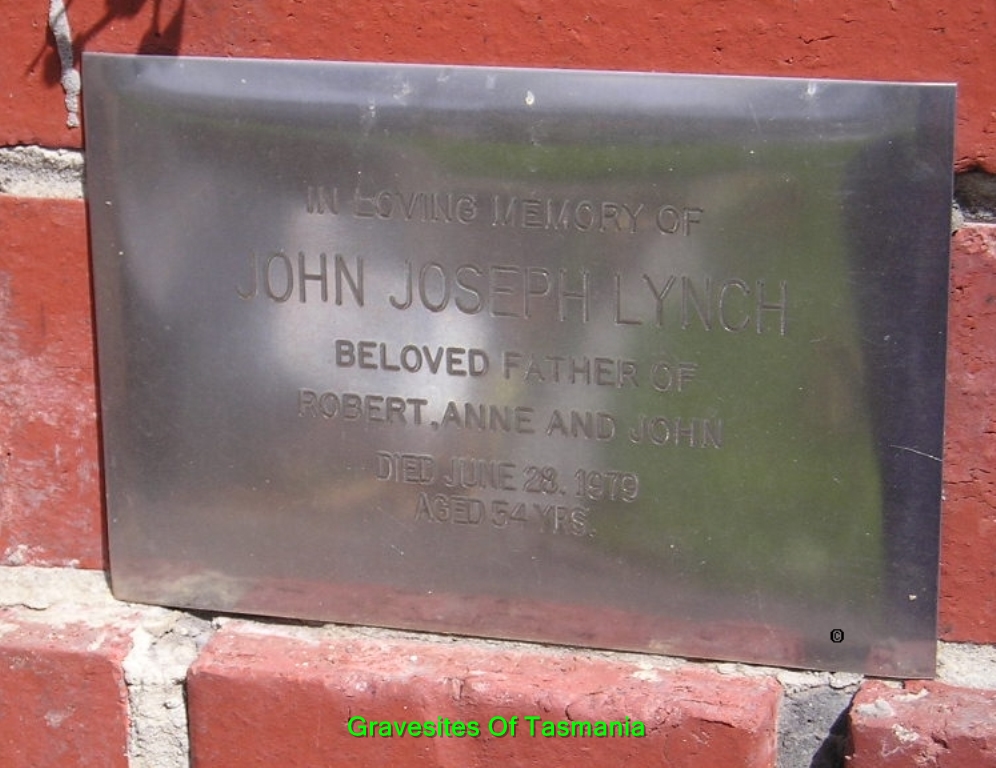 IN LOVING MEMORY OF
JOHN JOSEPH LYNCH
BELOVED FATHER OF
ROBERT, ANNE AND JOHN
DIED JUNE 28. 1979
AGED 54 YRS.
©
Gravesites Of Tasmania